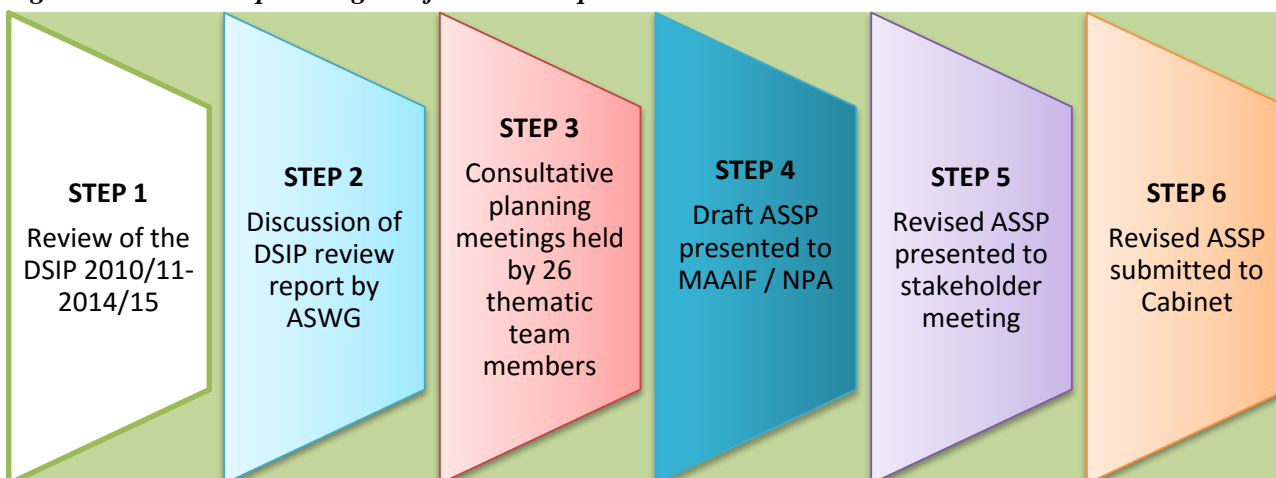 STEP 1
Review of the
DSIP 2010/11-
2014/15
STEP 2
Discussion of
DSIP review
report by
ASWG
STEP 3
Consultative
planning
meetings held
by 26
thematic
team
members
STEP 4
Draft ASSP
presented to
MAAIF / NPA
STEP 5
Revised ASSP
presented to
stakeholder
meeting
STEP 6
Revised ASSP
submitted to
Cabinet